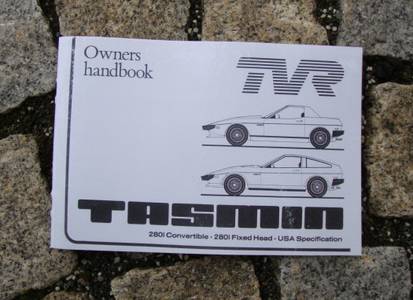 Owners
handbook
TVR
TASMIN
280i Convertible - 280i Fixed Head - USA Specification